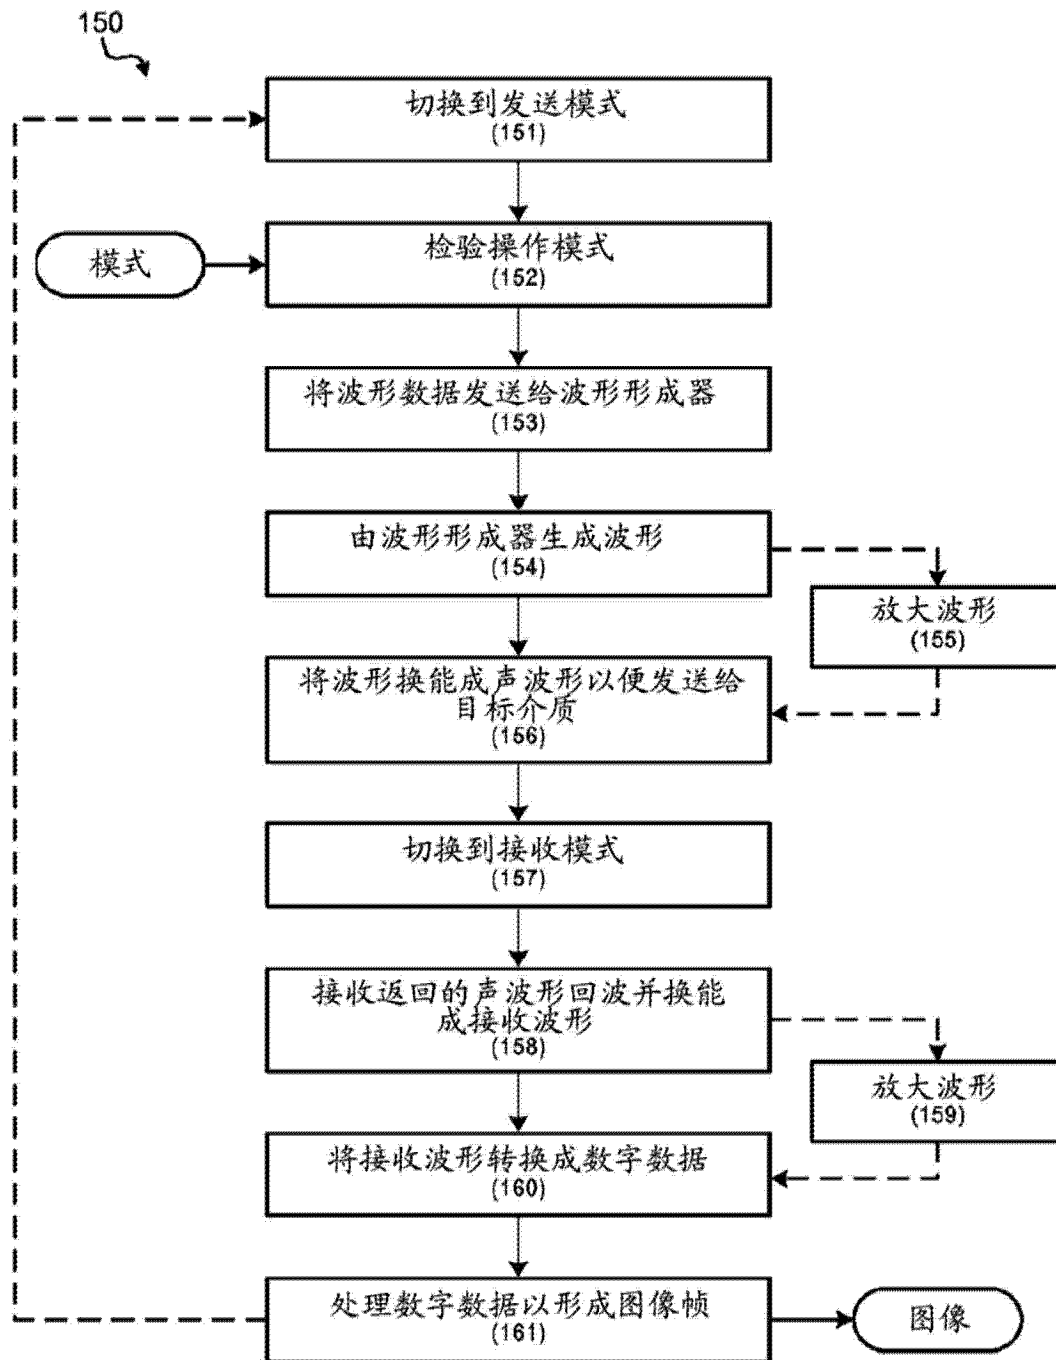 150
切换到发送模式
(151)
模式
检验操作模式
(152)
将波形数据发送给波形形成器
(153)
由波形形成器生成波形
(154)
放大波形
(155)
将波形换能成声波形以便发送给
目标介质
(156)
切换到接收模式
(157)
接收返回的声波形回波并换能
成接收波形
(158)
放大波形
(159)
将接收波形转换成数字数据
(160)
处理数字数据以形成图像帧
(161)
图像